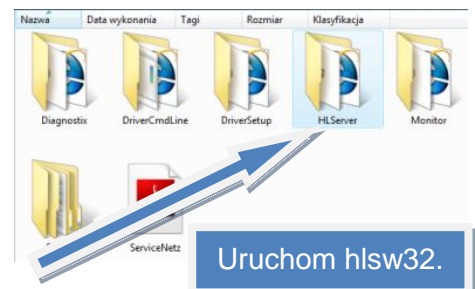 Nazwa Data wykonania Tagi Rozmiar Klasyfikacja
Diagnostix DriverCmdLine DriverSetup HLServer Monitor
ServiceNetz
Uruchom hlsw32.